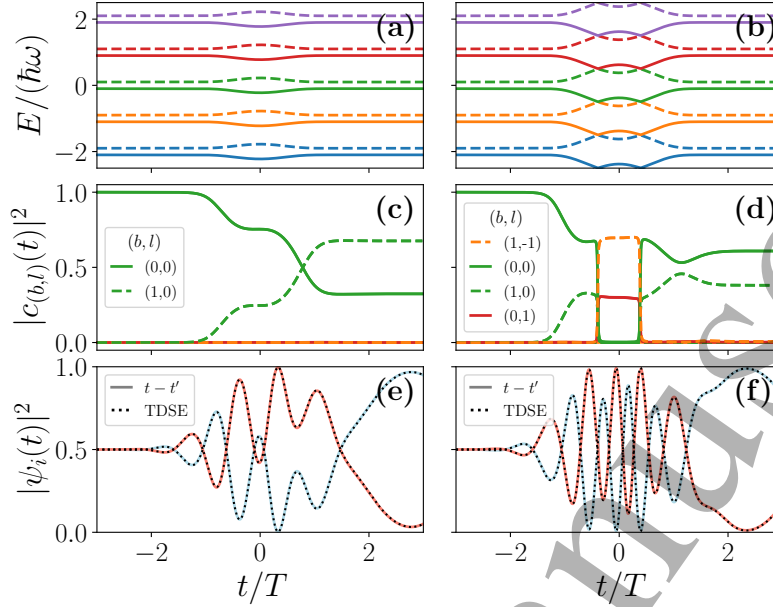 (a)
(b)
E/(ħω)
2
0
−2
(c)
(d)
|c(b,l)(t)|²
1.0
0.5
0.0
(b, l)
(0,0)
(1,0)
(b, l)
(1,-1)
(0,0)
(1,0)
(0,1)
(e)
(f)
|ψi(t)|²
1.0
0.5
0.0
t − t′
TDSE
t − t′
TDSE
−2
0
2
−2
0
2
t/T
t/T